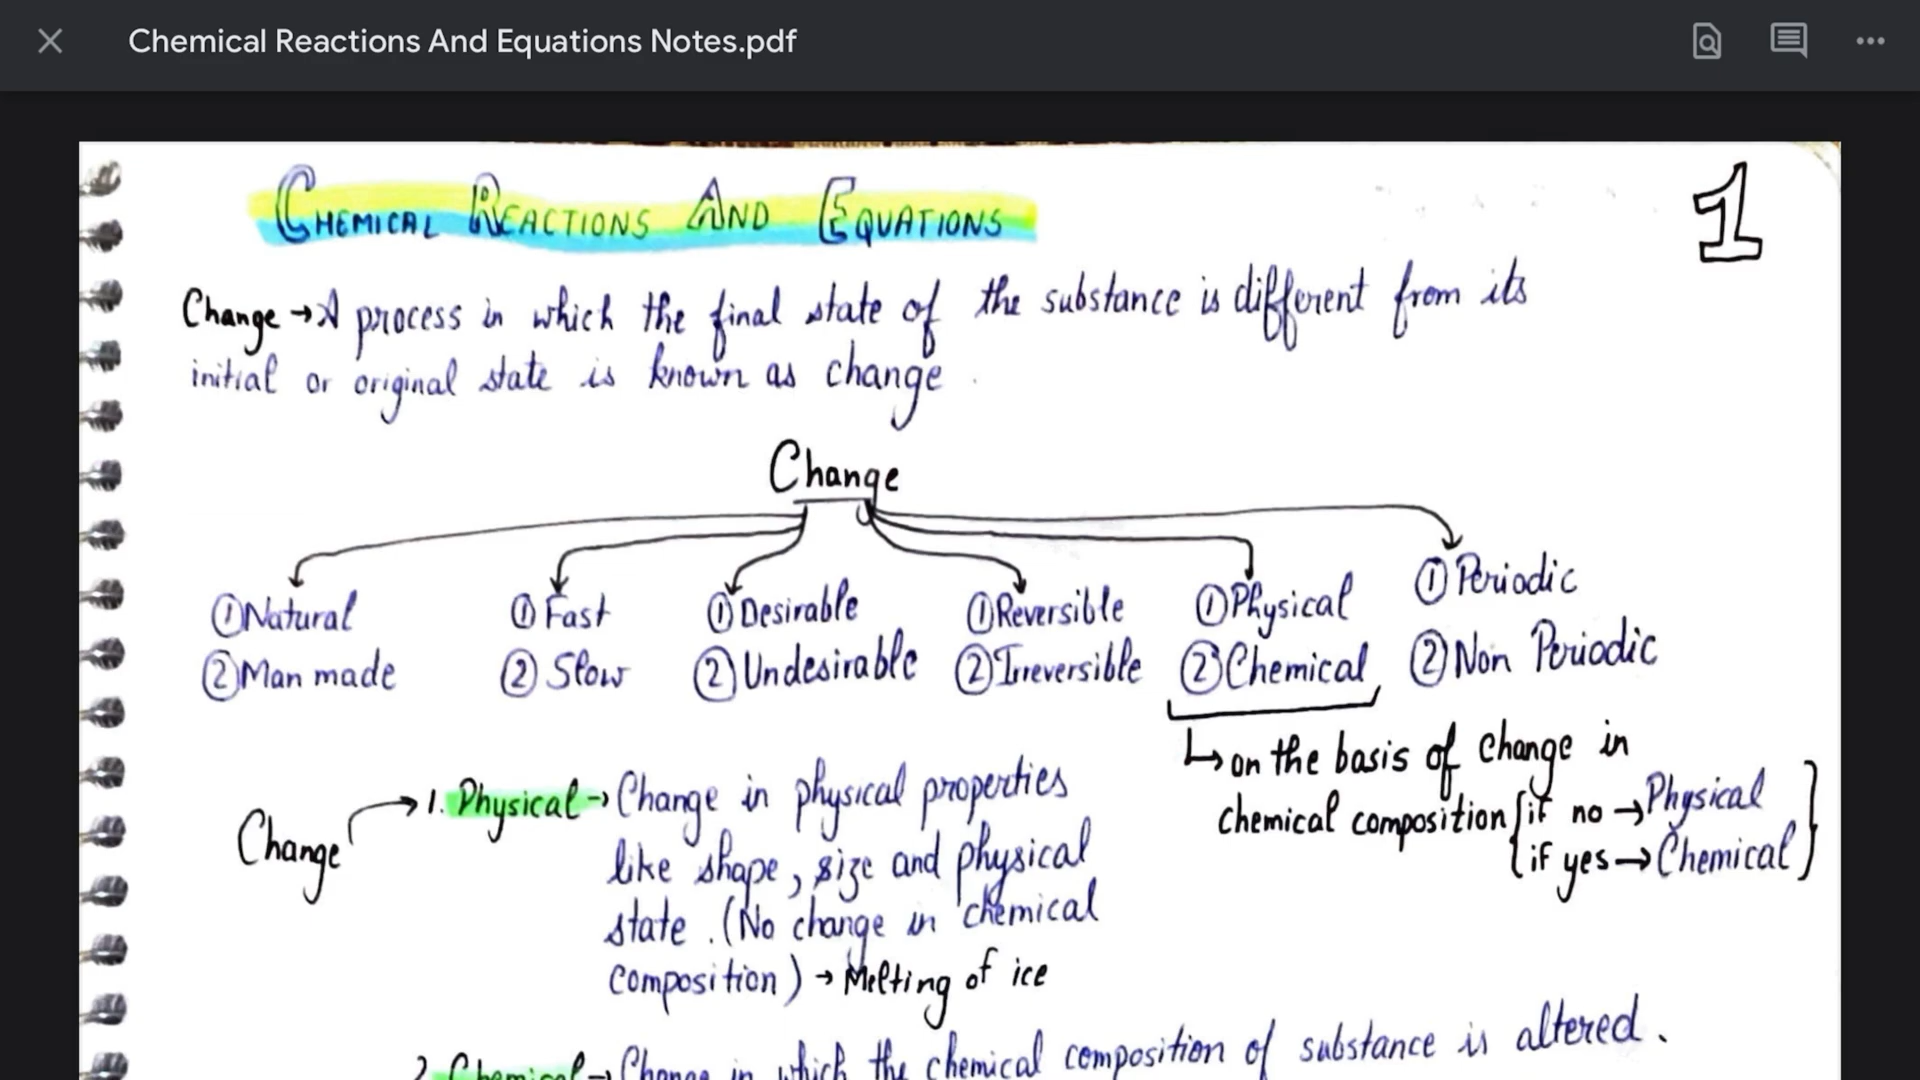 Chemical Reactions And Equations Notes.pdf
CHEMICAL REACTIONS AND EQUATIONS
1
Change → A process in which the final state of the substance is different from its
initial or original state is known as change.
Change
① Natural
② Man made
① Fast
② Slow
① Desirable
② Undesirable
① Reversible
② Irreversible
① Physical
② Chemical
① Periodic
② Non Periodic
↳ on the basis of change in
chemical composition { if no → Physical
if yes → Chemical }
Change → 1. Physical → Change in physical properties
like shape, size and physical
state. (No change in chemical
composition) → Melting of ice
2. Chemical → Change in which the chemical composition of substance is altered.